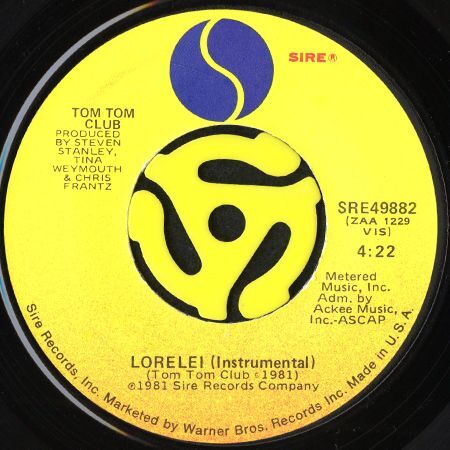 SIRE®
TOM TOM
CLUB
PRODUCED
BY STEVEN
STANLEY,
TINA
WEYMOUTH
& CHRIS
FRANTZ
SRE49882
(ZAA 1229
VIS)
4:22
Metered
Music, Inc.
Adm. by
Ackee Music,
Inc.-ASCAP
LORELEI (Instrumental)
(Tom Tom Club ©1981)
℗1981 Sire Records Company
Sire Records, Inc. Marketed by Warner Bros. Records Inc. Made in U.S.A.